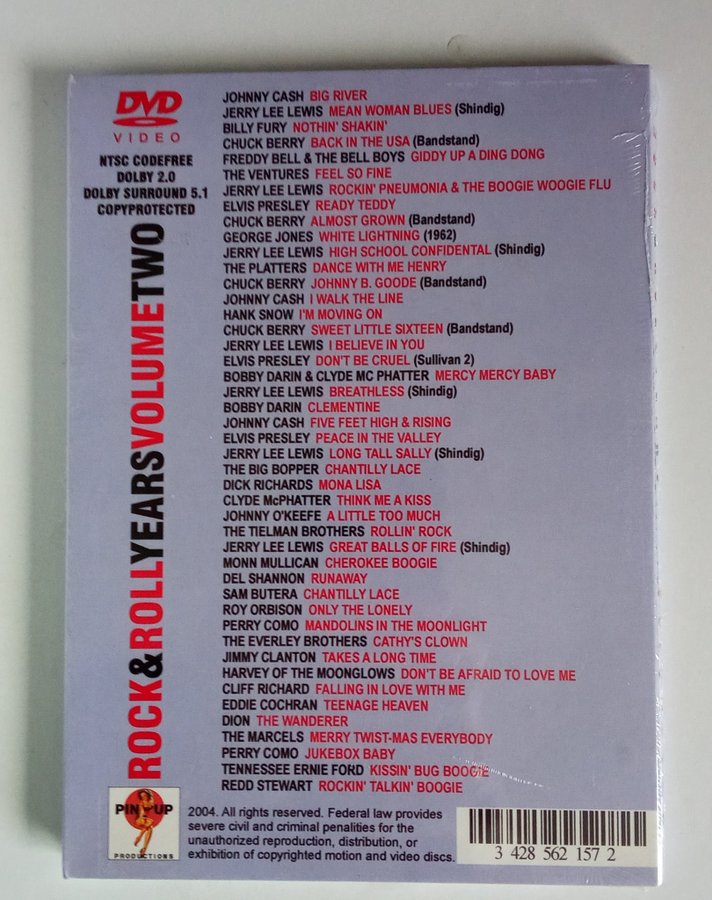 DVD
VIDEO
NTSC CODEFREE
DOLBY 2.0
DOLBY SURROUND 5.1
COPYPROTECTED
ROCK&ROLLYEARSVOLUMETWO
JOHNNY CASH BIG RIVER
JERRY LEE LEWIS MEAN WOMAN BLUES (Shindig)
BILLY FURY NOTHIN' SHAKIN'
CHUCK BERRY BACK IN THE USA (Bandstand)
FREDDY BELL & THE BELL BOYS GIDDY UP A DING DONG
THE VENTURES FEEL SO FINE
JERRY LEE LEWIS ROCKIN' PNEUMONIA & THE BOOGIE WOOGIE FLU
ELVIS PRESLEY READY TEDDY
CHUCK BERRY ALMOST GROWN (Bandstand)
GEORGE JONES WHITE LIGHTNING (1962)
JERRY LEE LEWIS HIGH SCHOOL CONFIDENTAL (Shindig)
THE PLATTERS DANCE WITH ME HENRY
CHUCK BERRY JOHNNY B. GOODE (Bandstand)
JOHNNY CASH I WALK THE LINE
HANK SNOW I'M MOVING ON
CHUCK BERRY SWEET LITTLE SIXTEEN (Bandstand)
JERRY LEE LEWIS I BELIEVE IN YOU
ELVIS PRESLEY DON'T BE CRUEL (Sullivan 2)
BOBBY DARIN & CLYDE MC PHATTER MERCY MERCY BABY
JERRY LEE LEWIS BREATHLESS (Shindig)
BOBBY DARIN CLEMENTINE
JOHNNY CASH FIVE FEET HIGH & RISING
ELVIS PRESLEY PEACE IN THE VALLEY
JERRY LEE LEWIS LONG TALL SALLY (Shindig)
THE BIG BOPPER CHANTILLY LACE
DICK RICHARDS MONA LISA
CLYDE McPHATTER THINK ME A KISS
JOHNNY O'KEEFE A LITTLE TOO MUCH
THE TIELMAN BROTHERS ROLLIN' ROCK
JERRY LEE LEWIS GREAT BALLS OF FIRE (Shindig)
MONN MULLICAN CHEROKEE BOOGIE
DEL SHANNON RUNAWAY
SAM BUTERA CHANTILLY LACE
ROY ORBISON ONLY THE LONELY
PERRY COMO MANDOLINS IN THE MOONLIGHT
THE EVERLEY BROTHERS CATHY'S CLOWN
JIMMY CLANTON TAKES A LONG TIME
HARVEY OF THE MOONGLOWS DON'T BE AFRAID TO LOVE ME
CLIFF RICHARD FALLING IN LOVE WITH ME
EDDIE COCHRAN TEENAGE HEAVEN
DION THE WANDERER
THE MARCELS MERRY TWIST-MAS EVERYBODY
PERRY COMO JUKEBOX BABY
TENNESSEE ERNIE FORD KISSIN' BUG BOOGIE
REDD STEWART ROCKIN' TALKIN' BOOGIE
PIN UP
PRODUCTIONS
2004. All rights reserved. Federal law provides
severe civil and criminal penalities for the
unauthorized reproduction, distribution, or
exhibition of copyrighted motion and video discs.
3 428 562 157 2